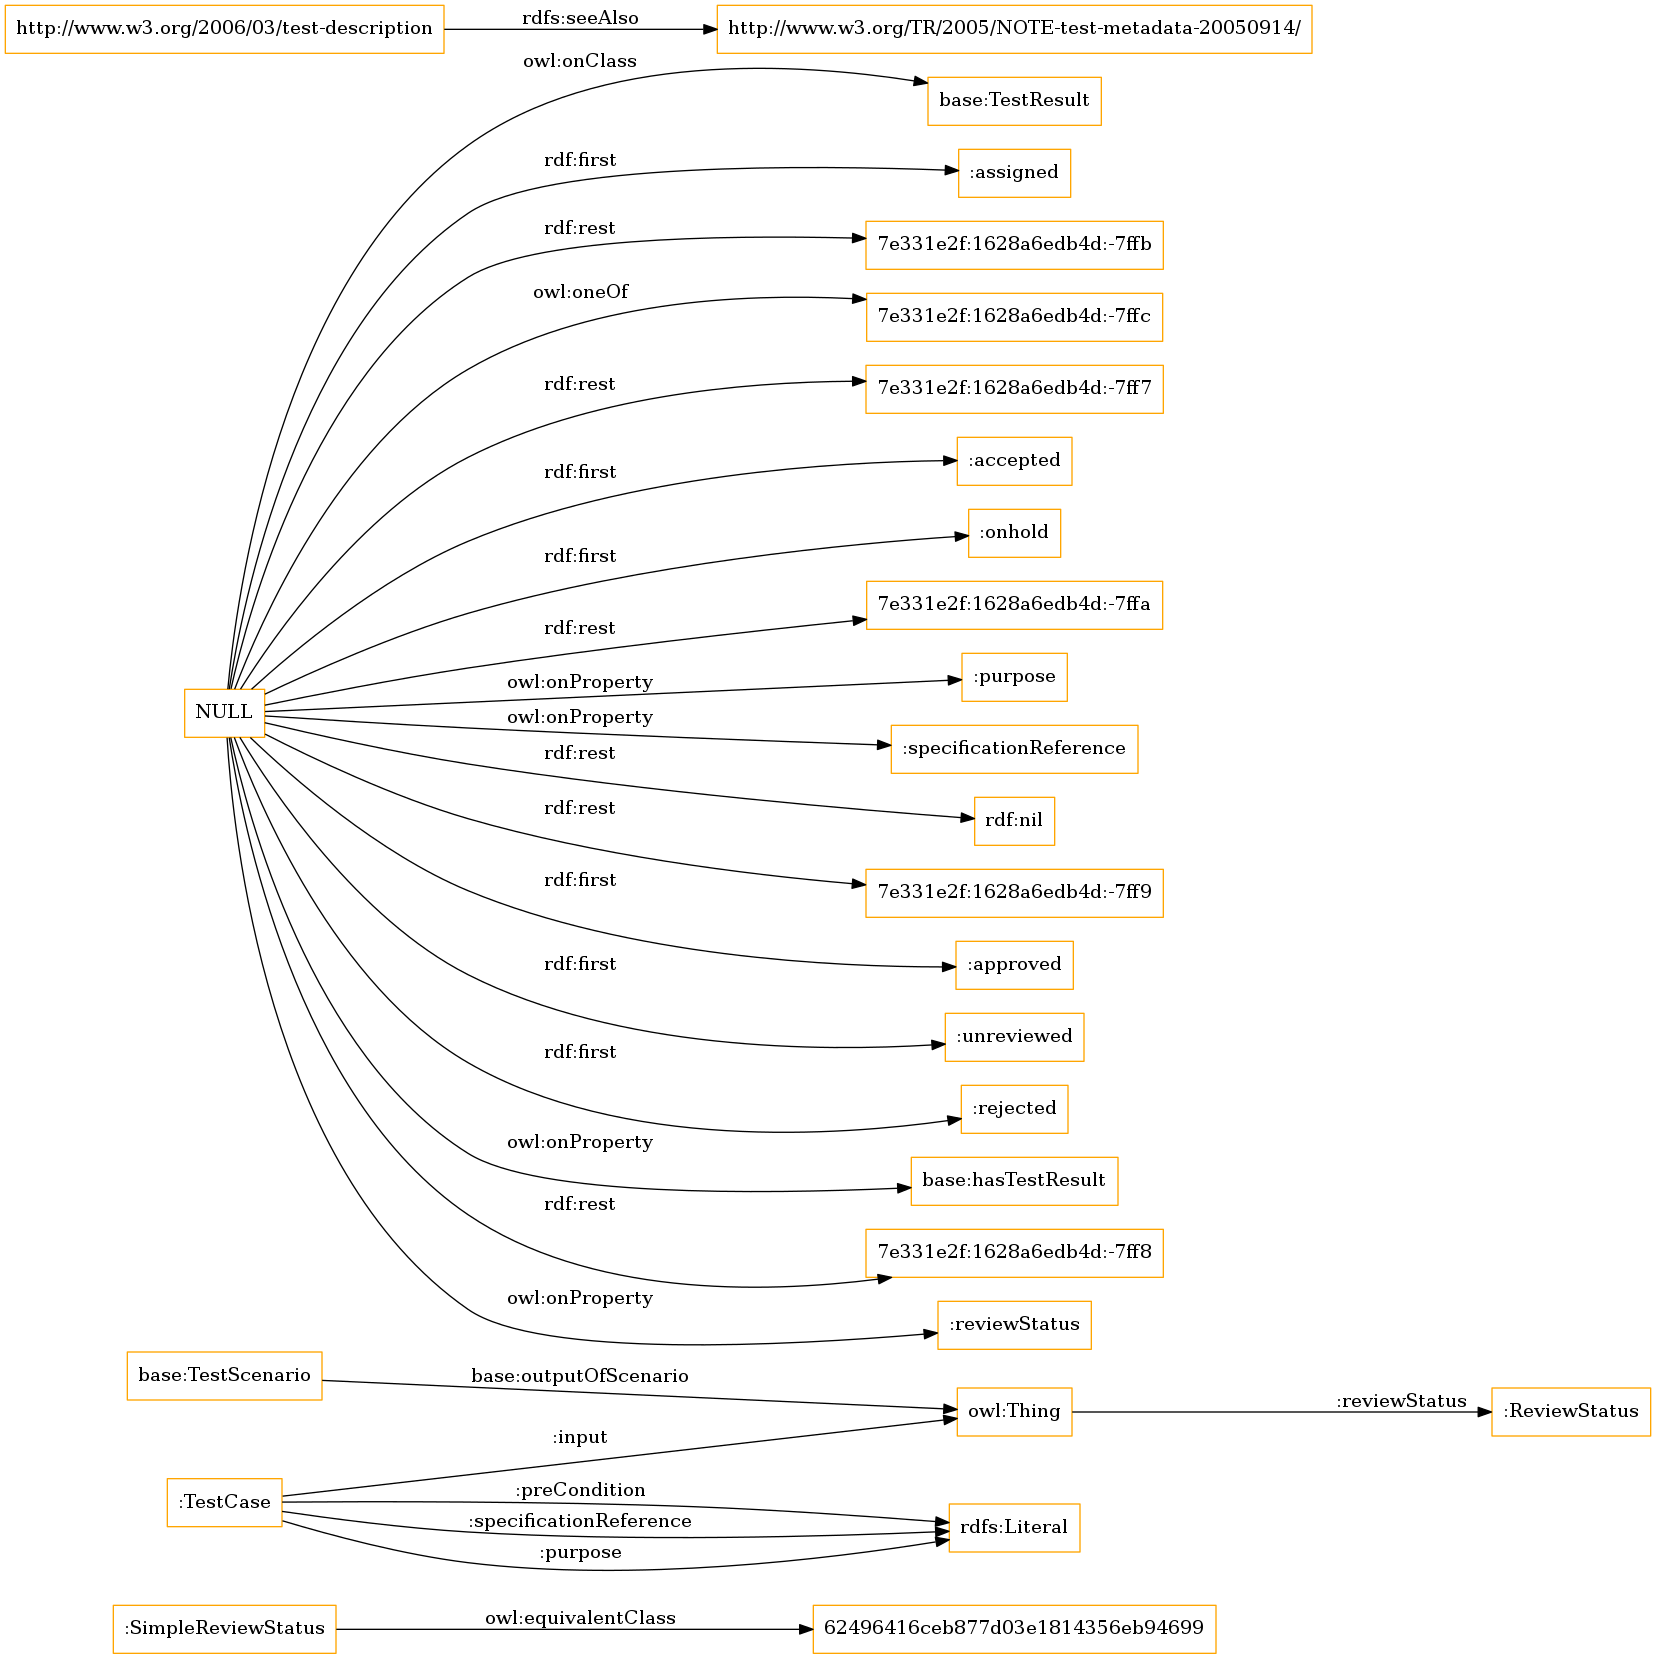 http://www.w3.org/2006/03/test-description
rdfs:seeAlso
http://www.w3.org/TR/2005/NOTE-test-metadata-20050914/
owl:onClass
base:TestResult
rdf:first
:assigned
rdf:rest
7e331e2f:1628a6edb4d:-7ffb
owl:oneOf
7e331e2f:1628a6edb4d:-7ffc
rdf:rest
7e331e2f:1628a6edb4d:-7ff7
rdf:first
:accepted
rdf:first
:onhold
rdf:rest
7e331e2f:1628a6edb4d:-7ffa
owl:onProperty
:purpose
NULL
owl:onProperty
:specificationReference
rdf:rest
rdf:nil
rdf:rest
7e331e2f:1628a6edb4d:-7ff9
rdf:first
:approved
rdf:first
:unreviewed
rdf:first
:rejected
owl:onProperty
base:hasTestResult
rdf:rest
7e331e2f:1628a6edb4d:-7ff8
owl:onProperty
:reviewStatus
base:TestScenario
base:outputOfScenario
owl:Thing
:reviewStatus
:ReviewStatus
:input
:TestCase
:preCondition
:specificationReference
rdfs:Literal
:purpose
:SimpleReviewStatus
owl:equivalentClass
62496416ceb877d03e1814356eb94699